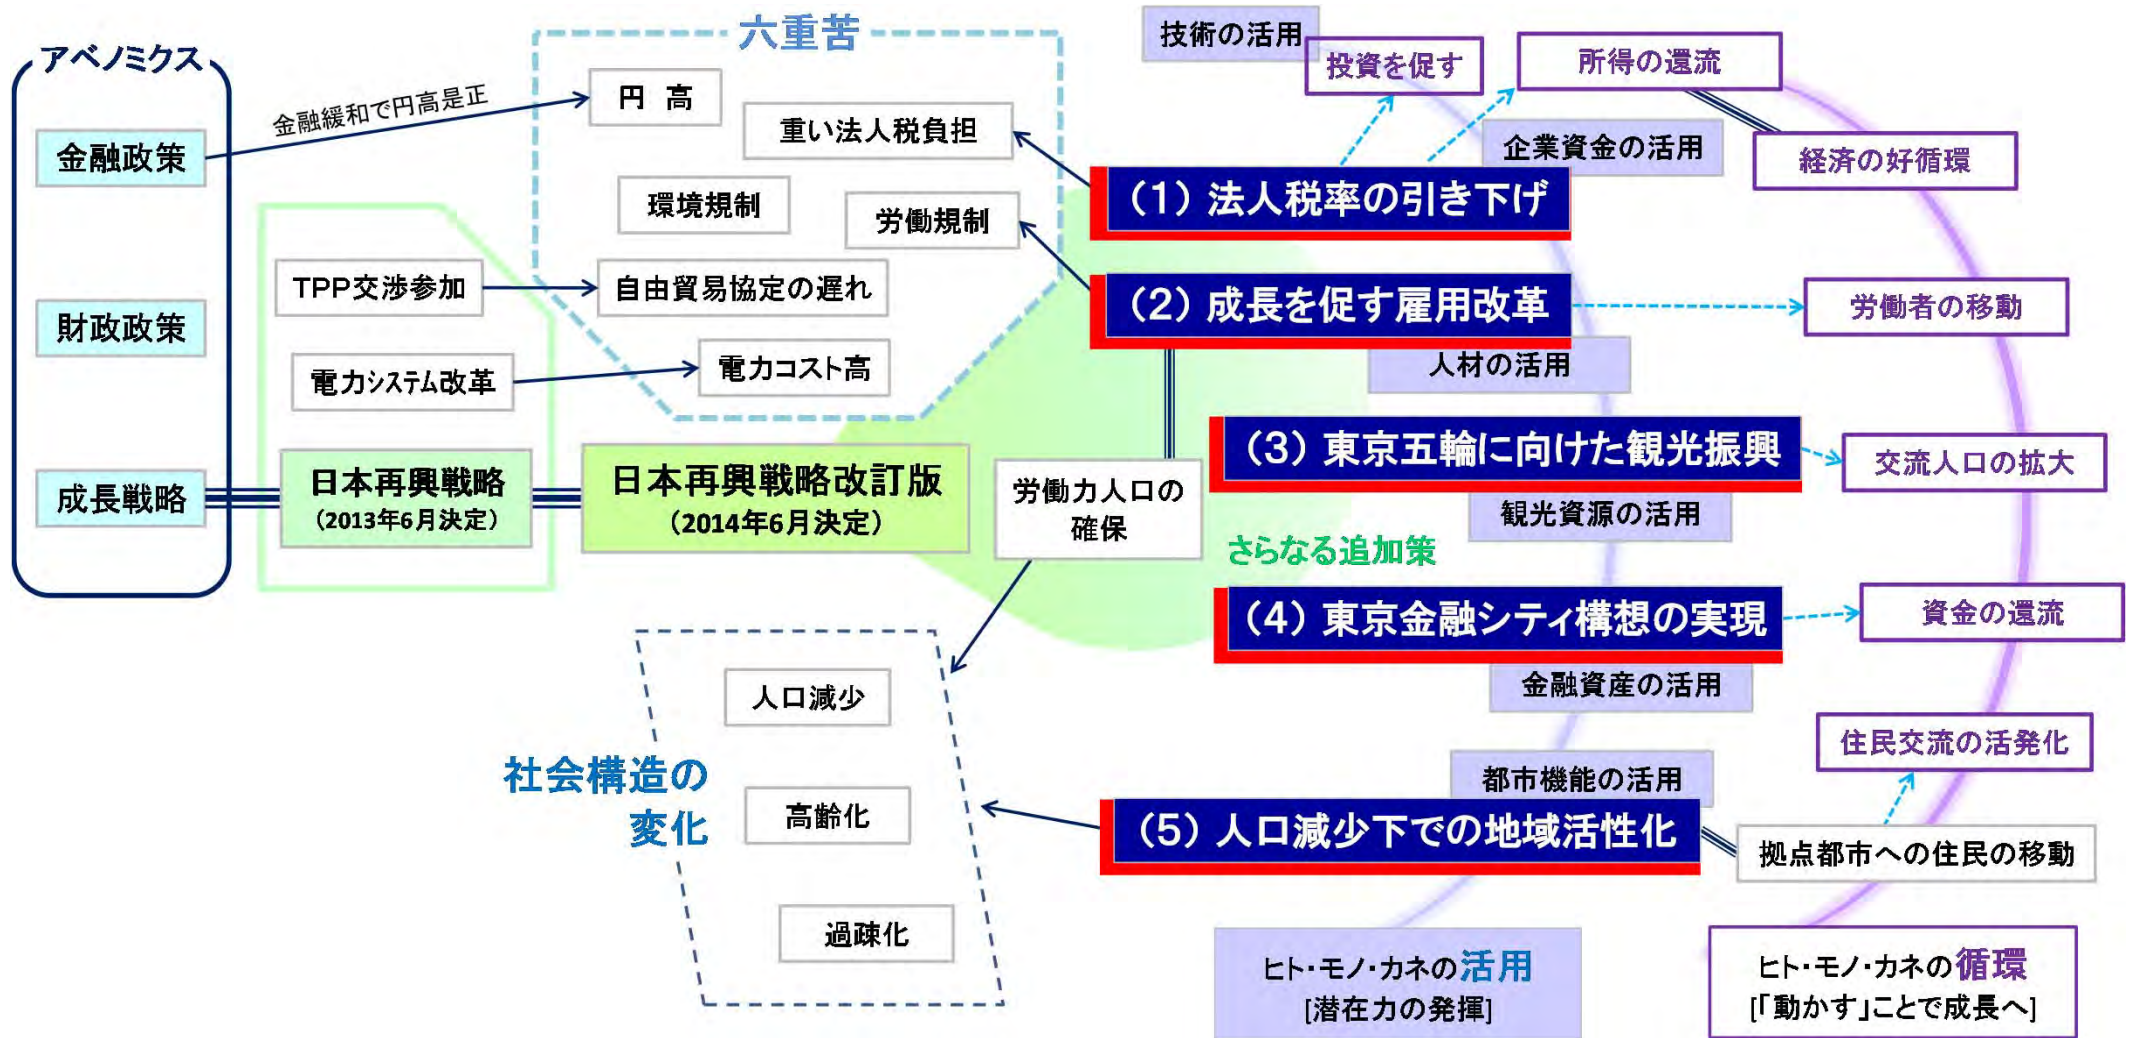 アベノミクス
金融政策
財政政策
成長戦略
金融緩和で円高是正
六重苦
円 高
重い法人税負担
環境規制
労働規制
自由貿易協定の遅れ
電力コスト高
TPP交渉参加
電力システム改革
日本再興戦略
(2013年6月決定)
日本再興戦略改訂版
(2014年6月決定)
労働力人口の
確保
社会構造の
変化
人口減少
高齢化
過疎化
技術の活用
投資を促す
所得の還流
企業資金の活用
経済の好循環
(1)法人税率の引き下げ
(2)成長を促す雇用改革
労働者の移動
人材の活用
(3)東京五輪に向けた観光振興
交流人口の拡大
観光資源の活用
さらなる追加策
(4)東京金融シティ構想の実現
資金の還流
金融資産の活用
住民交流の活発化
都市機能の活用
(5)人口減少下での地域活性化
拠点都市への住民の移動
ヒト・モノ・カネの活用
[潜在力の発揮]
ヒト・モノ・カネの循環
[「動かす」ことで成長へ]